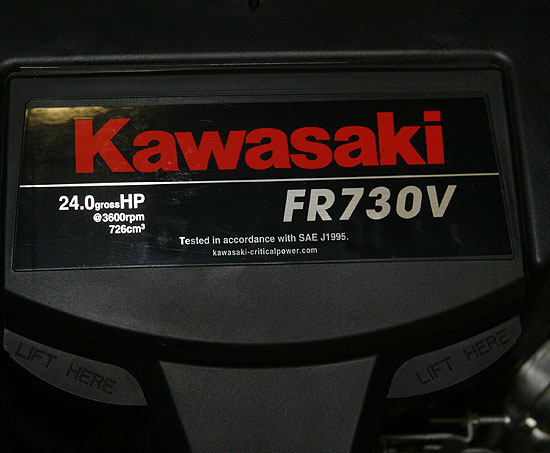 Kawasaki
24.0grossHP
@3600rpm
726cm³
FR730V
Tested in accordance with SAE J1995.
kawasaki-criticalpower.com
LIFT HERE
LIFT HERE